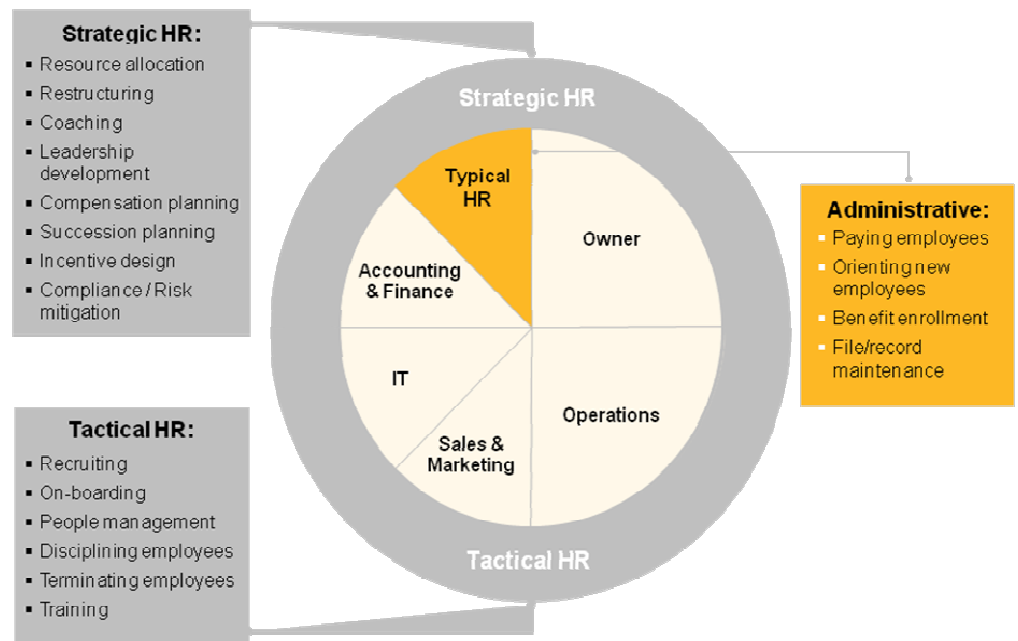 Strategic HR:
▪ Resource allocation
▪ Restructuring
▪ Coaching
▪ Leadership
development
▪ Compensation planning
▪ Succession planning
▪ Incentive design
▪ Compliance / Risk
mitigation
Tactical HR:
▪ Recruiting
▪ On-boarding
▪ People management
▪ Disciplining employees
▪ Terminating employees
▪ Training
Strategic HR
Typical
HR
Owner
Accounting
& Finance
IT
Operations
Sales &
Marketing
Tactical HR
Administrative:
▪ Paying employees
▪ Orienting new
employees
▪ Benefit enrollment
▪ File/record
maintenance